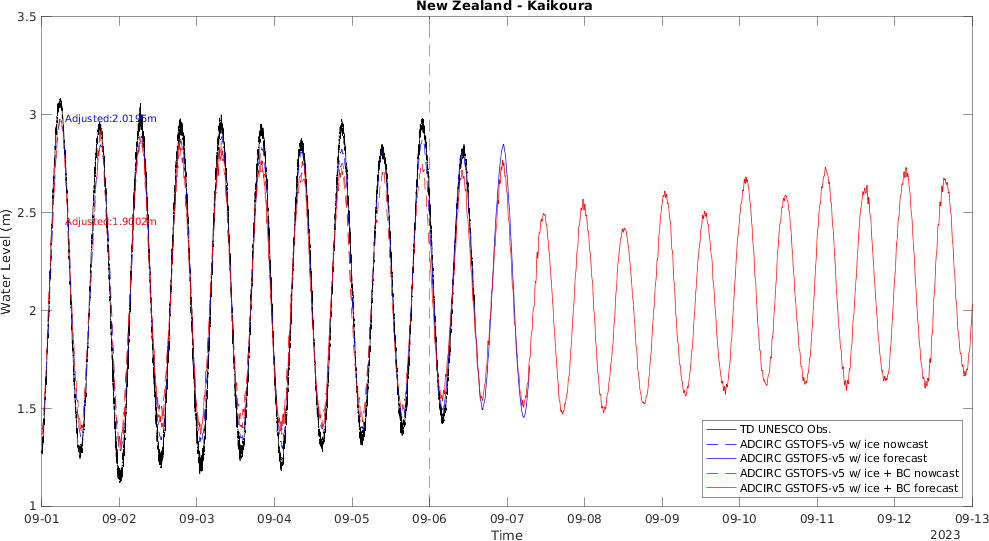 New Zealand - Kaikoura
3.5
3
2.5
2
1.5
1
Water Level (m)
Adjusted:2.0195m
Adjusted:1.9002m
TD UNESCO Obs.
ADCIRC GSTOFS-v5 w/ ice nowcast
ADCIRC GSTOFS-v5 w/ ice forecast
ADCIRC GSTOFS-v5 w/ ice + BC nowcast
ADCIRC GSTOFS-v5 w/ ice + BC forecast
09-01 09-02 09-03 09-04 09-05 09-06 09-07 09-08 09-09 09-10 09-11 09-12 09-13
Time
2023